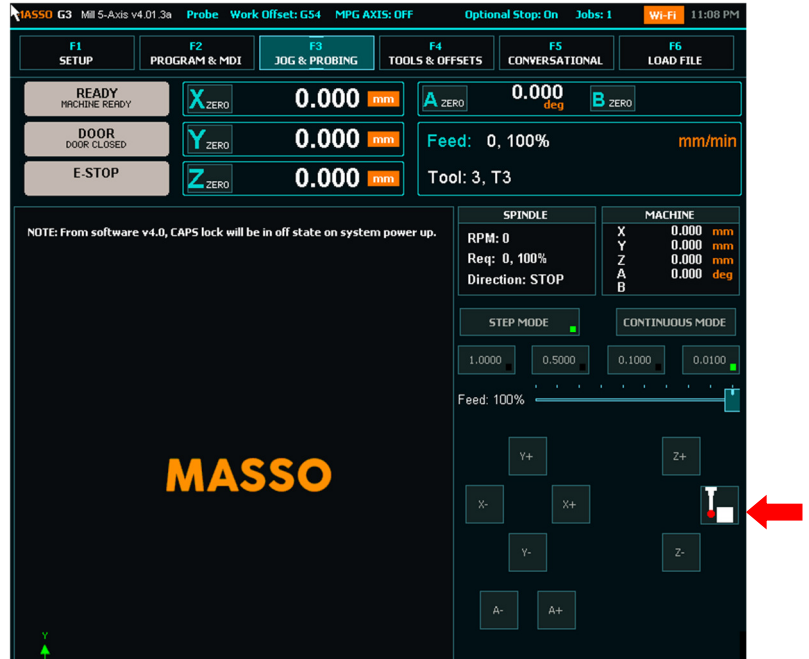 MASSO G3 Mill 5-Axis v4.01.3a Probe Work Offset: G54 MPG AXIS: OFF Optional Stop: On Jobs: 1 Wi-Fi 11:08 PM
F1 F2 F3 F4 F5 F6
SETUP PROGRAM & MDI JOG & PROBING TOOLS & OFFSETS CONVERSATIONAL LOAD FILE
READY
MACHINE READY
X ZERO 0.000 mm
A ZERO 0.000 deg B ZERO
DOOR
DOOR CLOSED
Y ZERO 0.000 mm
Feed: 0, 100% mm/min
E-STOP
Z ZERO 0.000 mm
Tool: 3, T3
NOTE: From software v4.0, CAPS lock will be in off state on system power up.
SPINDLE
RPM: 0
Req: 0, 100%
Direction: STOP
MACHINE
X 0.000 mm
Y 0.000 mm
Z 0.000 mm
A 0.000 deg
B
STEP MODE CONTINUOUS MODE
1.0000 0.5000 0.1000 0.0100
Feed: 100%
MASSO
Y+ Z+
X- X+
Y- Z-
A- A+
Y